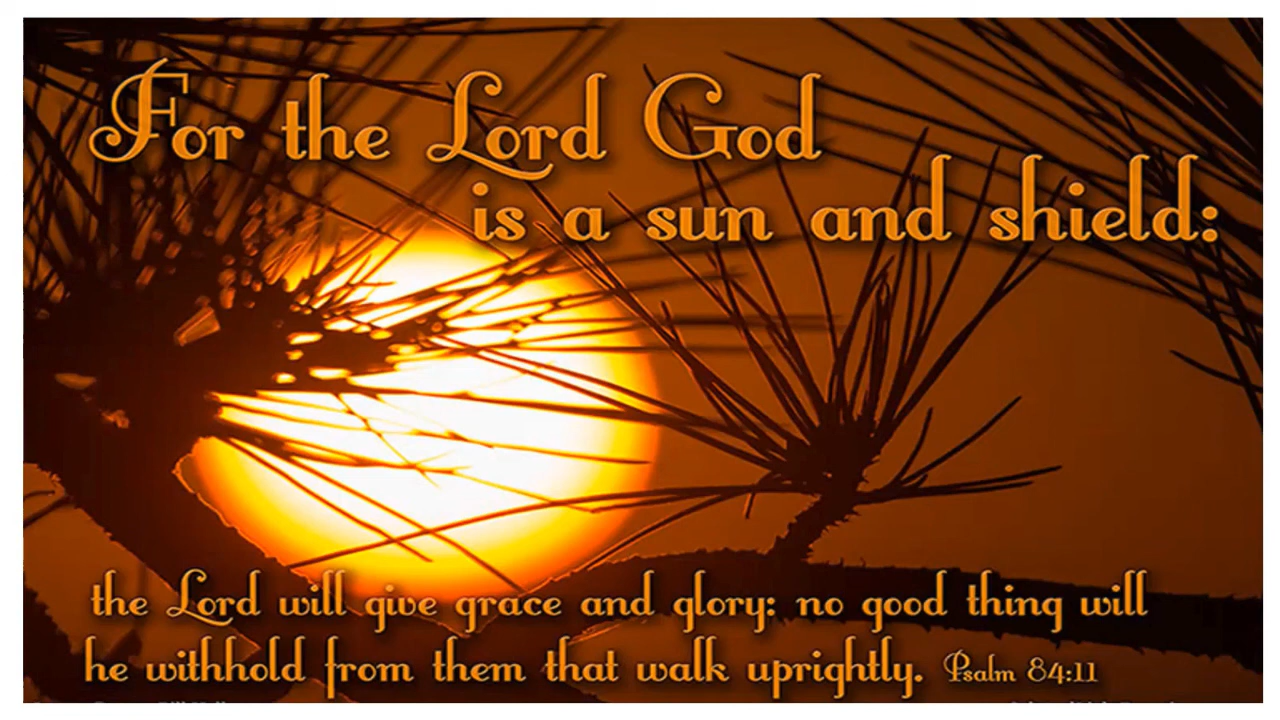 For the Lord God
is a sun and shield:
the Lord will give grace and glory: no good thing will
he withhold from them that walk uprightly. Psalm 84:11